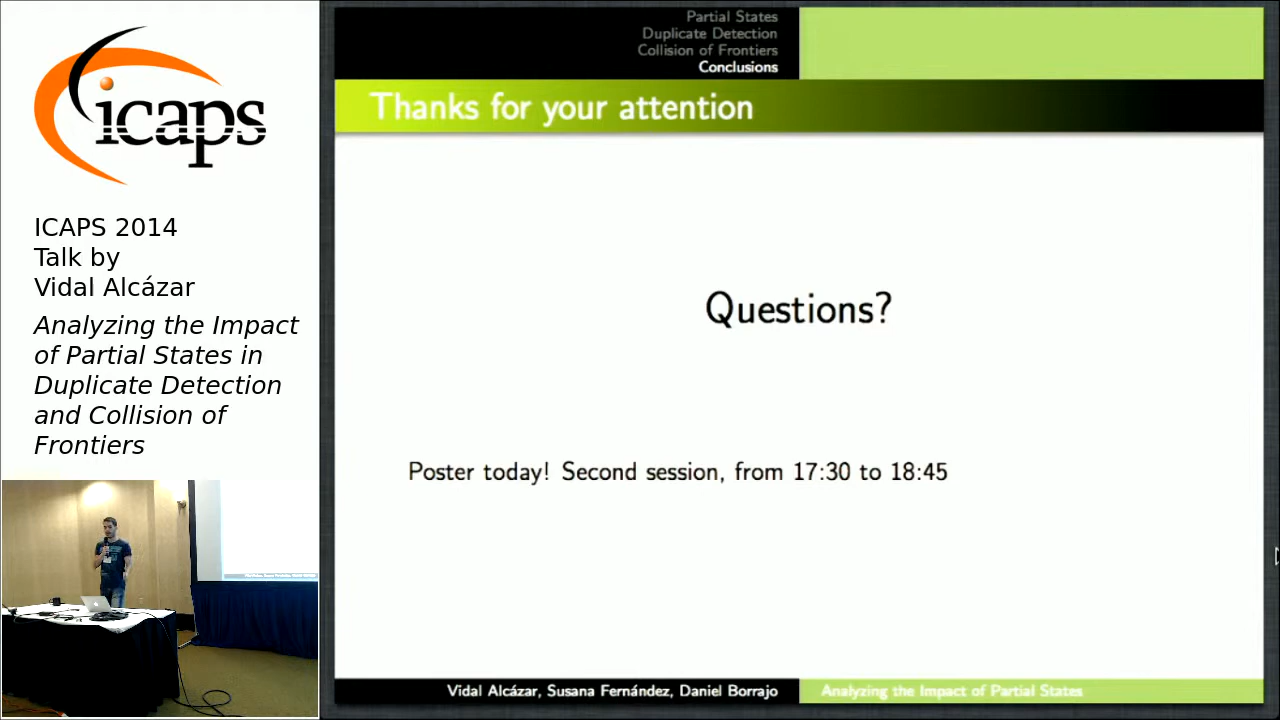 icaps
ICAPS 2014
Talk by
Vidal Alcázar
Analyzing the Impact
of Partial States in
Duplicate Detection
and Collision of
Frontiers
Partial States
Duplicate Detection
Collision of Frontiers
Conclusions
Thanks for your attention
Questions?
Poster today! Second session, from 17:30 to 18:45
Vidal Alcázar, Susana Fernández, Daniel Borrajo
Analyzing the Impact of Partial States